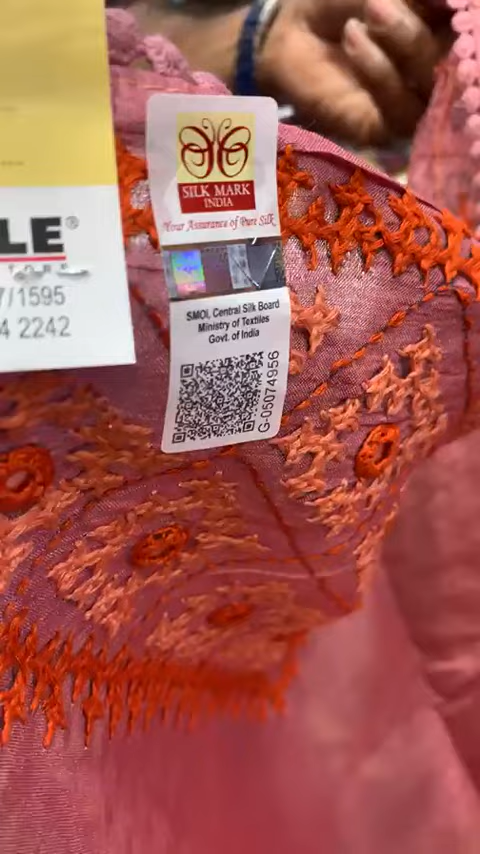 SILK MARK
INDIA
Your Assurance of Pure Silk
SMOI, Central Silk Board
Ministry of Textiles
Govt. of India
G-05074956
LE®
7/1595
4 2242